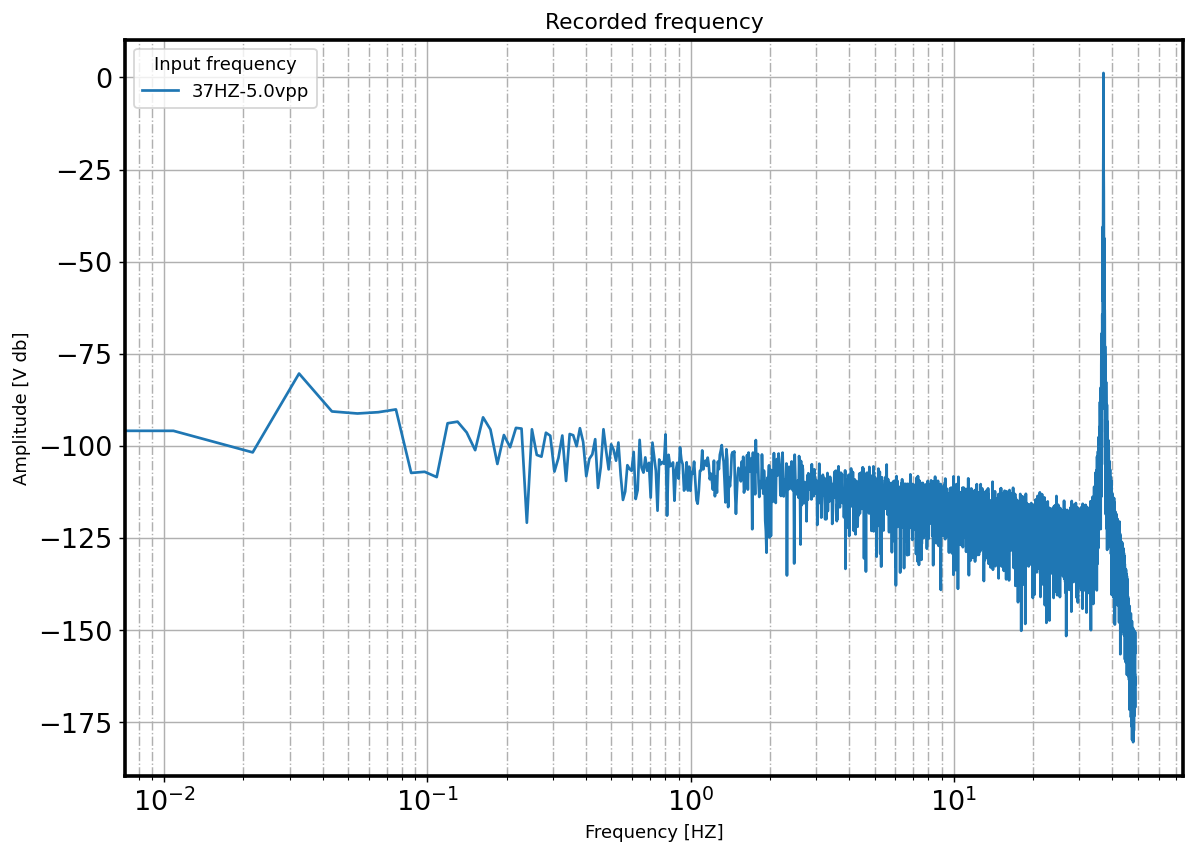 Recorded frequency
Input frequency
37HZ-5.0vpp
0
−25
−50
−75
−100
−125
−150
−175
Amplitude [V db]
10⁻² 10⁻¹ 10⁰ 10¹
Frequency [HZ]